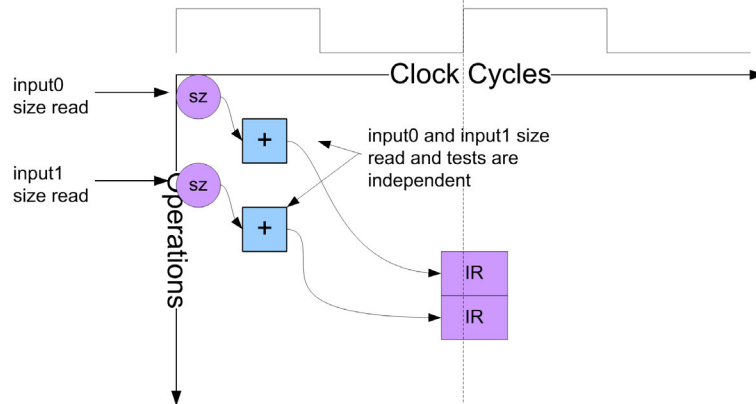 Clock Cycles
input0
size read
sz
+
input0 and input1 size
read and tests are
independent
input1
size read
sz
+
Operations
IR
IR